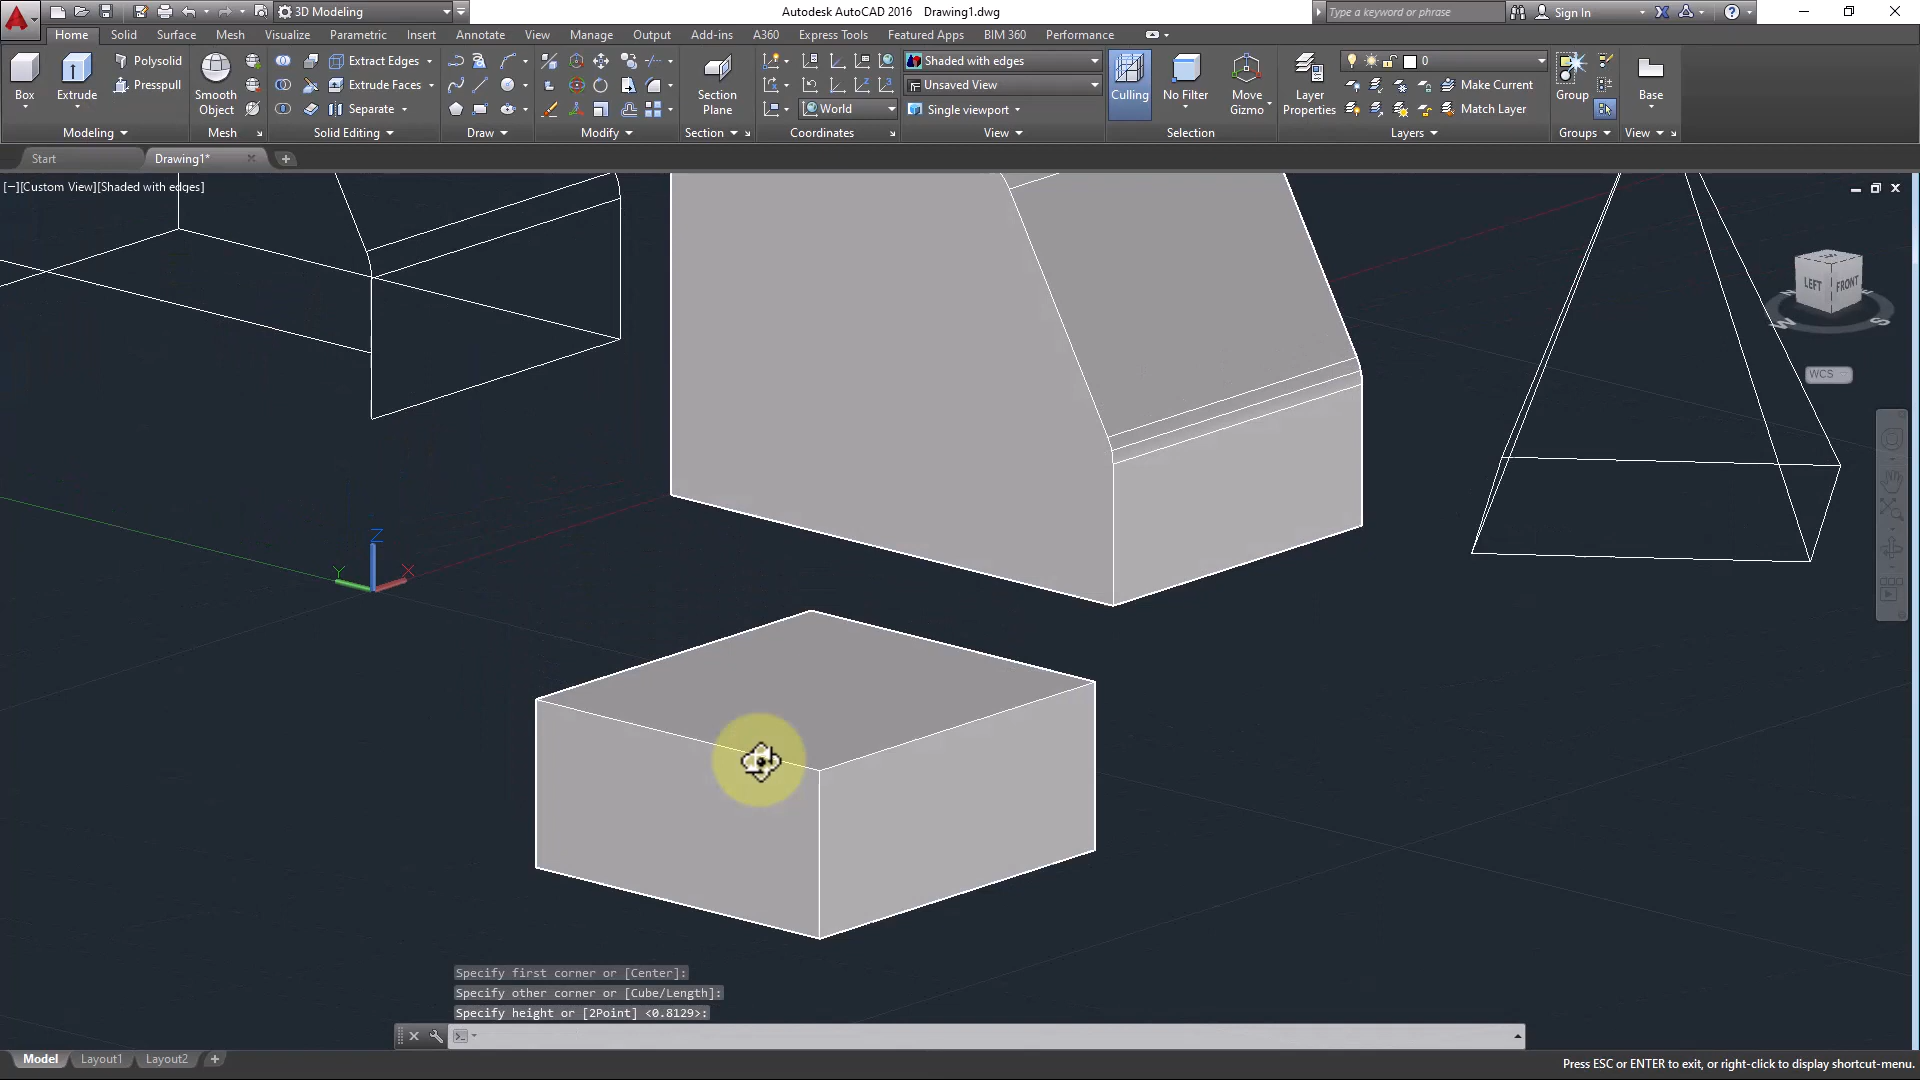 3D Modeling
Autodesk AutoCAD 2016 Drawing1.dwg
Type a keyword or phrase
Sign In
Home Solid Surface Mesh Visualize Parametric Insert Annotate View Manage Output Add-ins A360 Express Tools Featured Apps BIM 360 Performance
Box
Extrude
Polysolid
Presspull
Modeling
Smooth
Object
Mesh
Extract Edges
Extrude Faces
Separate
Solid Editing
Draw
Modify
Section
Plane
Section
World
Coordinates
Shaded with edges
Unsaved View
Single viewport
View
Culling
No Filter
Move
Gizmo
Selection
Layer
Properties
0
Make Current
Match Layer
Layers
Group
Groups
Base
View
Start
Drawing1*
[−][Custom View][Shaded with edges]
LEFT
FRONT
W
S
WCS
Z
Y
X
Specify first corner or [Center]:
Specify other corner or [Cube/Length]:
Specify height or [2Point] <0.8129>:
Model
Layout1
Layout2
Press ESC or ENTER to exit, or right-click to display shortcut-menu.